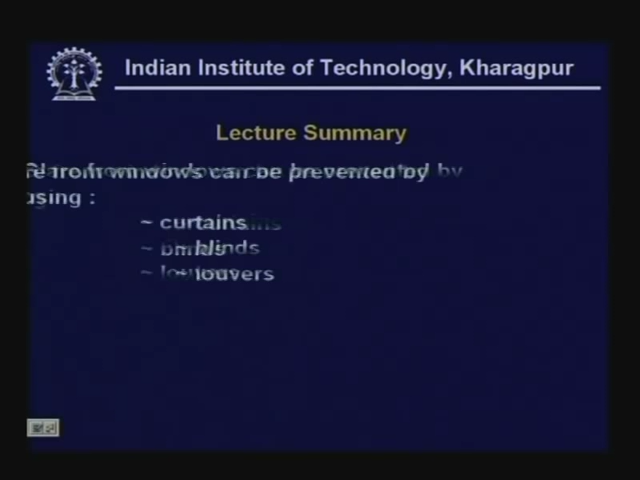 Indian Institute of Technology, Kharagpur
Lecture Summary
from windows can be prevented by
using :
~ curtains
~ blinds
~ louvers